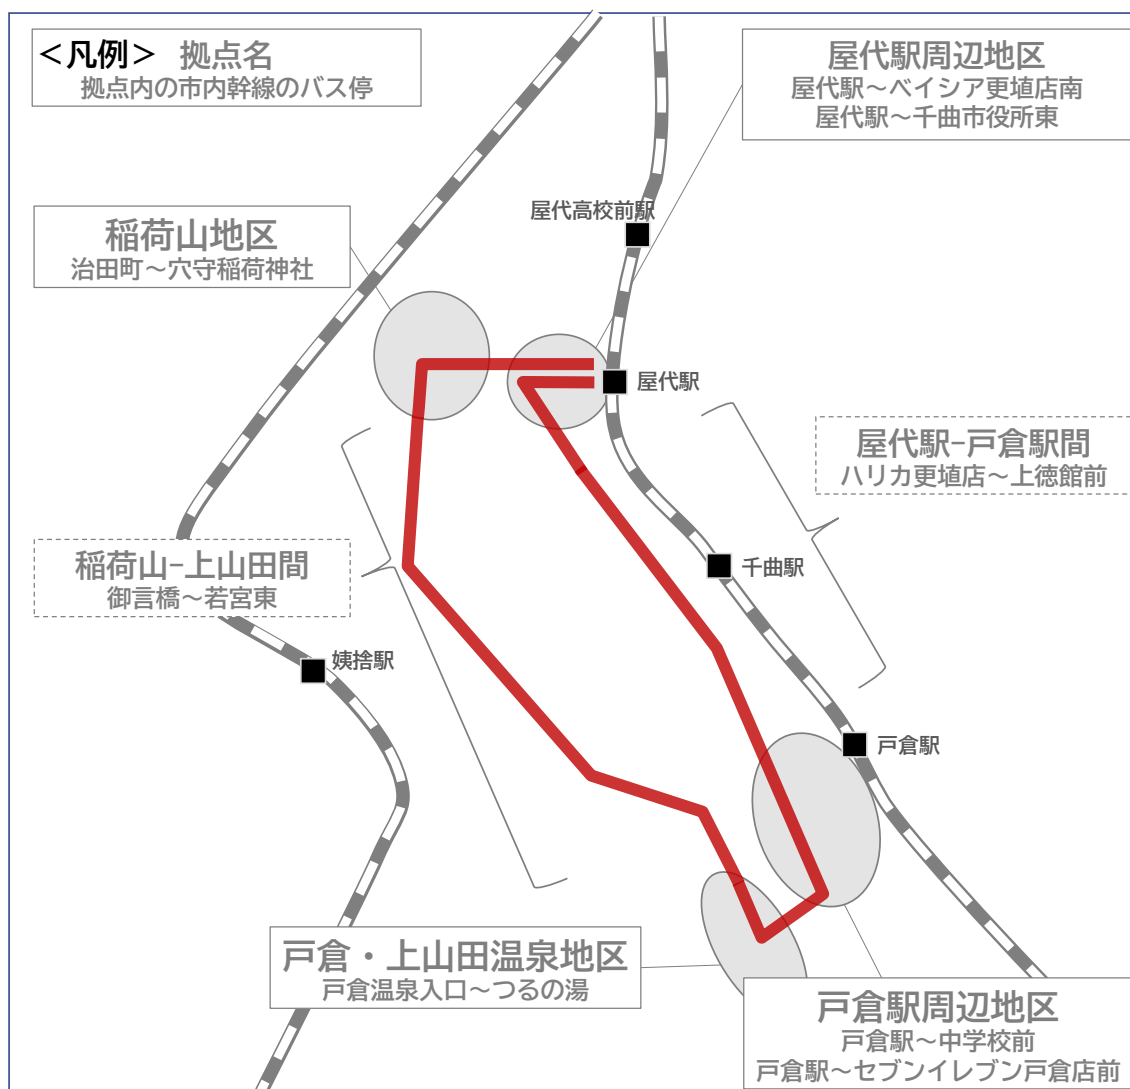 ＜凡例＞ 拠点名
拠点内の市内幹線のバス停
屋代駅周辺地区
屋代駅～ベイシア更埴店南
屋代駅～千曲市役所東
屋代高校前駅
稲荷山地区
治田町～穴守稲荷神社
屋代駅
屋代駅-戸倉駅間
ハリカ更埴店～上徳館前
稲荷山-上山田間
御言橋～若宮東
千曲駅
姨捨駅
戸倉駅
戸倉・上山田温泉地区
戸倉温泉入口～つるの湯
戸倉駅周辺地区
戸倉駅～中学校前
戸倉駅～セブンイレブン戸倉店前